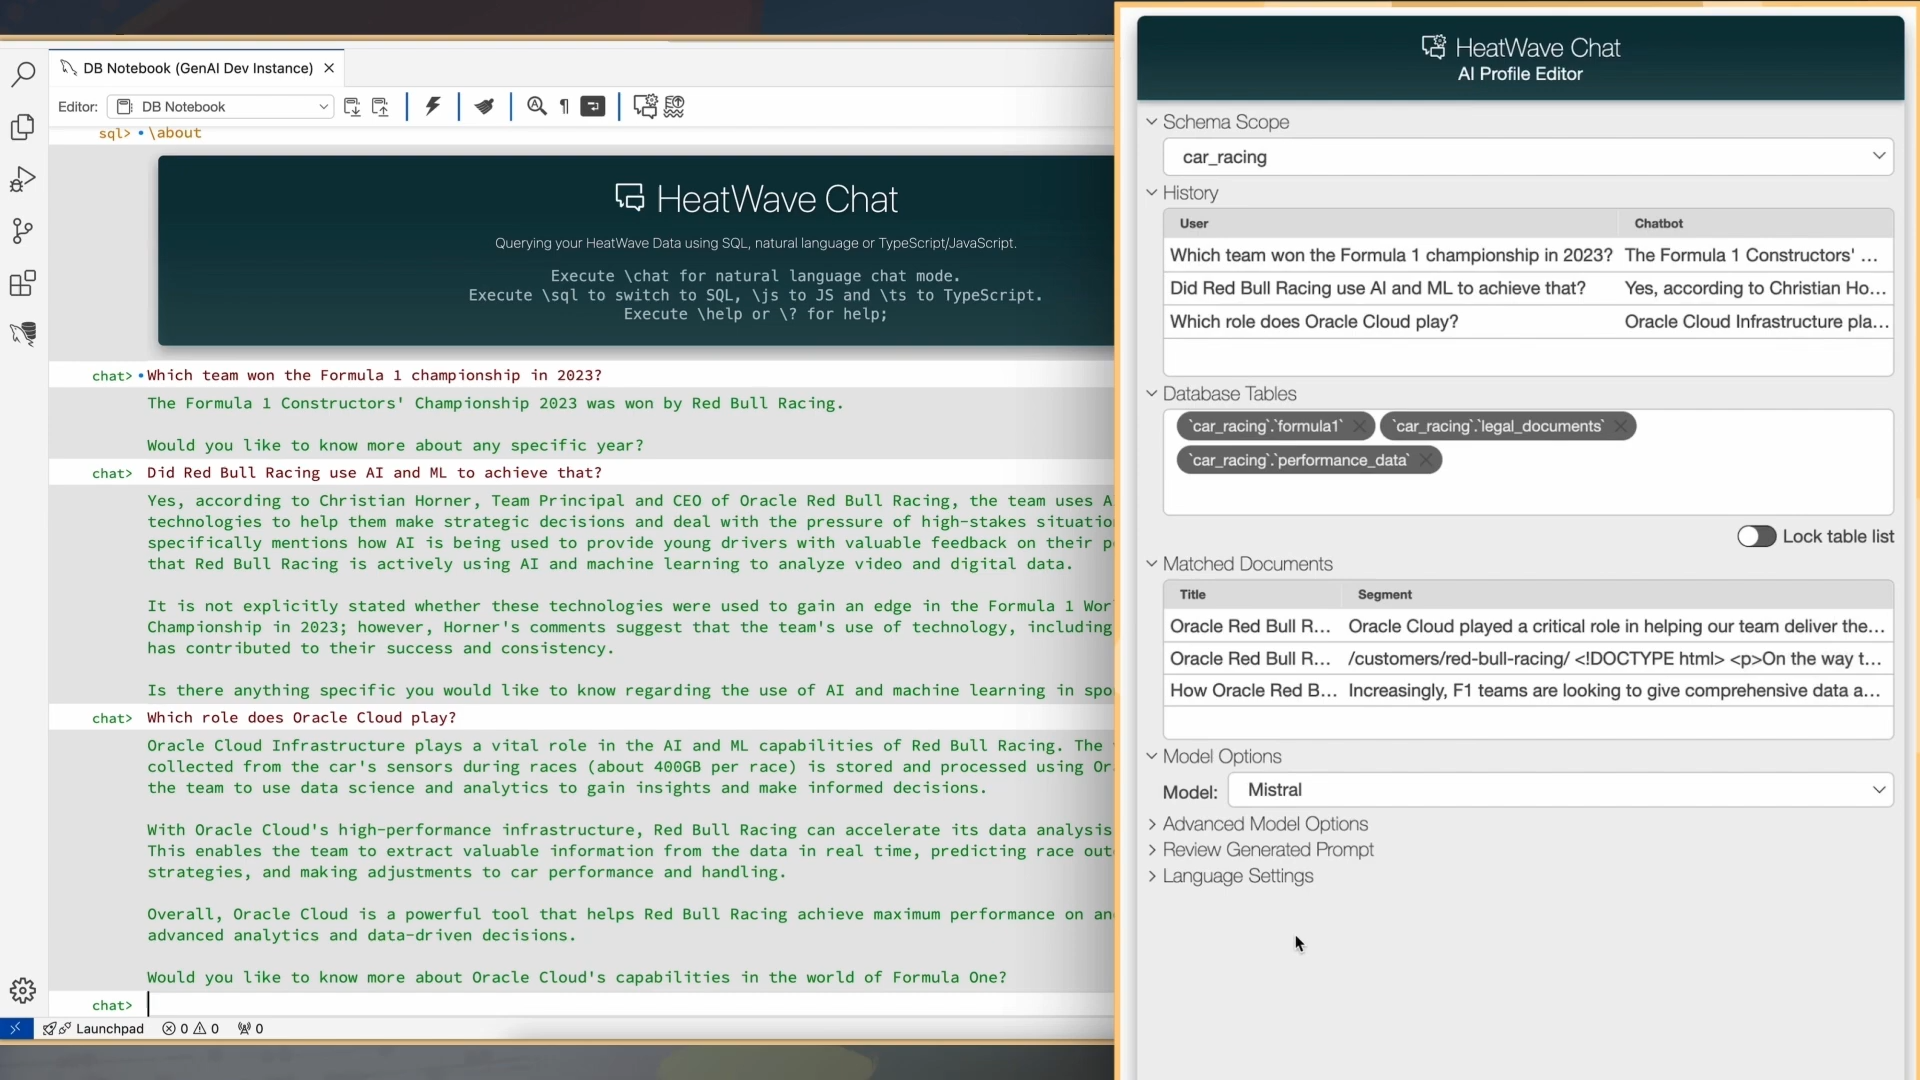 DB Notebook (GenAI Dev Instance)
Editor: DB Notebook
sql> \about
HeatWave Chat
Querying your HeatWave Data using SQL, natural language or TypeScript/JavaScript.
Execute \chat for natural language chat mode.
Execute \sql to switch to SQL, \js to JS and \ts to TypeScript.
Execute \help or \? for help;
chat> Which team won the Formula 1 championship in 2023?
The Formula 1 Constructors' Championship 2023 was won by Red Bull Racing.
Would you like to know more about any specific year?
chat> Did Red Bull Racing use AI and ML to achieve that?
Yes, according to Christian Horner, Team Principal and CEO of Oracle Red Bull Racing, the team uses A
technologies to help them make strategic decisions and deal with the pressure of high-stakes situatio
specifically mentions how AI is being used to provide young drivers with valuable feedback on their p
that Red Bull Racing is actively using AI and machine learning to analyze video and digital data.
It is not explicitly stated whether these technologies were used to gain an edge in the Formula 1 Wor
Championship in 2023; however, Horner's comments suggest that the team's use of technology, including
has contributed to their success and consistency.
Is there anything specific you would like to know regarding the use of AI and machine learning in spo
chat> Which role does Oracle Cloud play?
Oracle Cloud Infrastructure plays a vital role in the AI and ML capabilities of Red Bull Racing. The
collected from the car's sensors during races (about 400GB per race) is stored and processed using Or
the team to use data science and analytics to gain insights and make informed decisions.
With Oracle Cloud's high-performance infrastructure, Red Bull Racing can accelerate its data analysis
This enables the team to extract valuable information from the data in real time, predicting race out
strategies, and making adjustments to car performance and handling.
Overall, Oracle Cloud is a powerful tool that helps Red Bull Racing achieve maximum performance on an
advanced analytics and data-driven decisions.
Would you like to know more about Oracle Cloud's capabilities in the world of Formula One?
chat>
Launchpad 0 0 0
HeatWave Chat
AI Profile Editor
Schema Scope
car_racing
History
User Chatbot
Which team won the Formula 1 championship in 2023? The Formula 1 Constructors' ...
Did Red Bull Racing use AI and ML to achieve that? Yes, according to Christian Ho...
Which role does Oracle Cloud play? Oracle Cloud Infrastructure pla...
Database Tables
`car_racing`.`formula1` `car_racing`.`legal_documents`
`car_racing`.`performance_data`
Lock table list
Matched Documents
Title Segment
Oracle Red Bull R... Oracle Cloud played a critical role in helping our team deliver the...
Oracle Red Bull R... /customers/red-bull-racing/ <!DOCTYPE html> <p>On the way t...
How Oracle Red B... Increasingly, F1 teams are looking to give comprehensive data a...
Model Options
Model: Mistral
Advanced Model Options
Review Generated Prompt
Language Settings